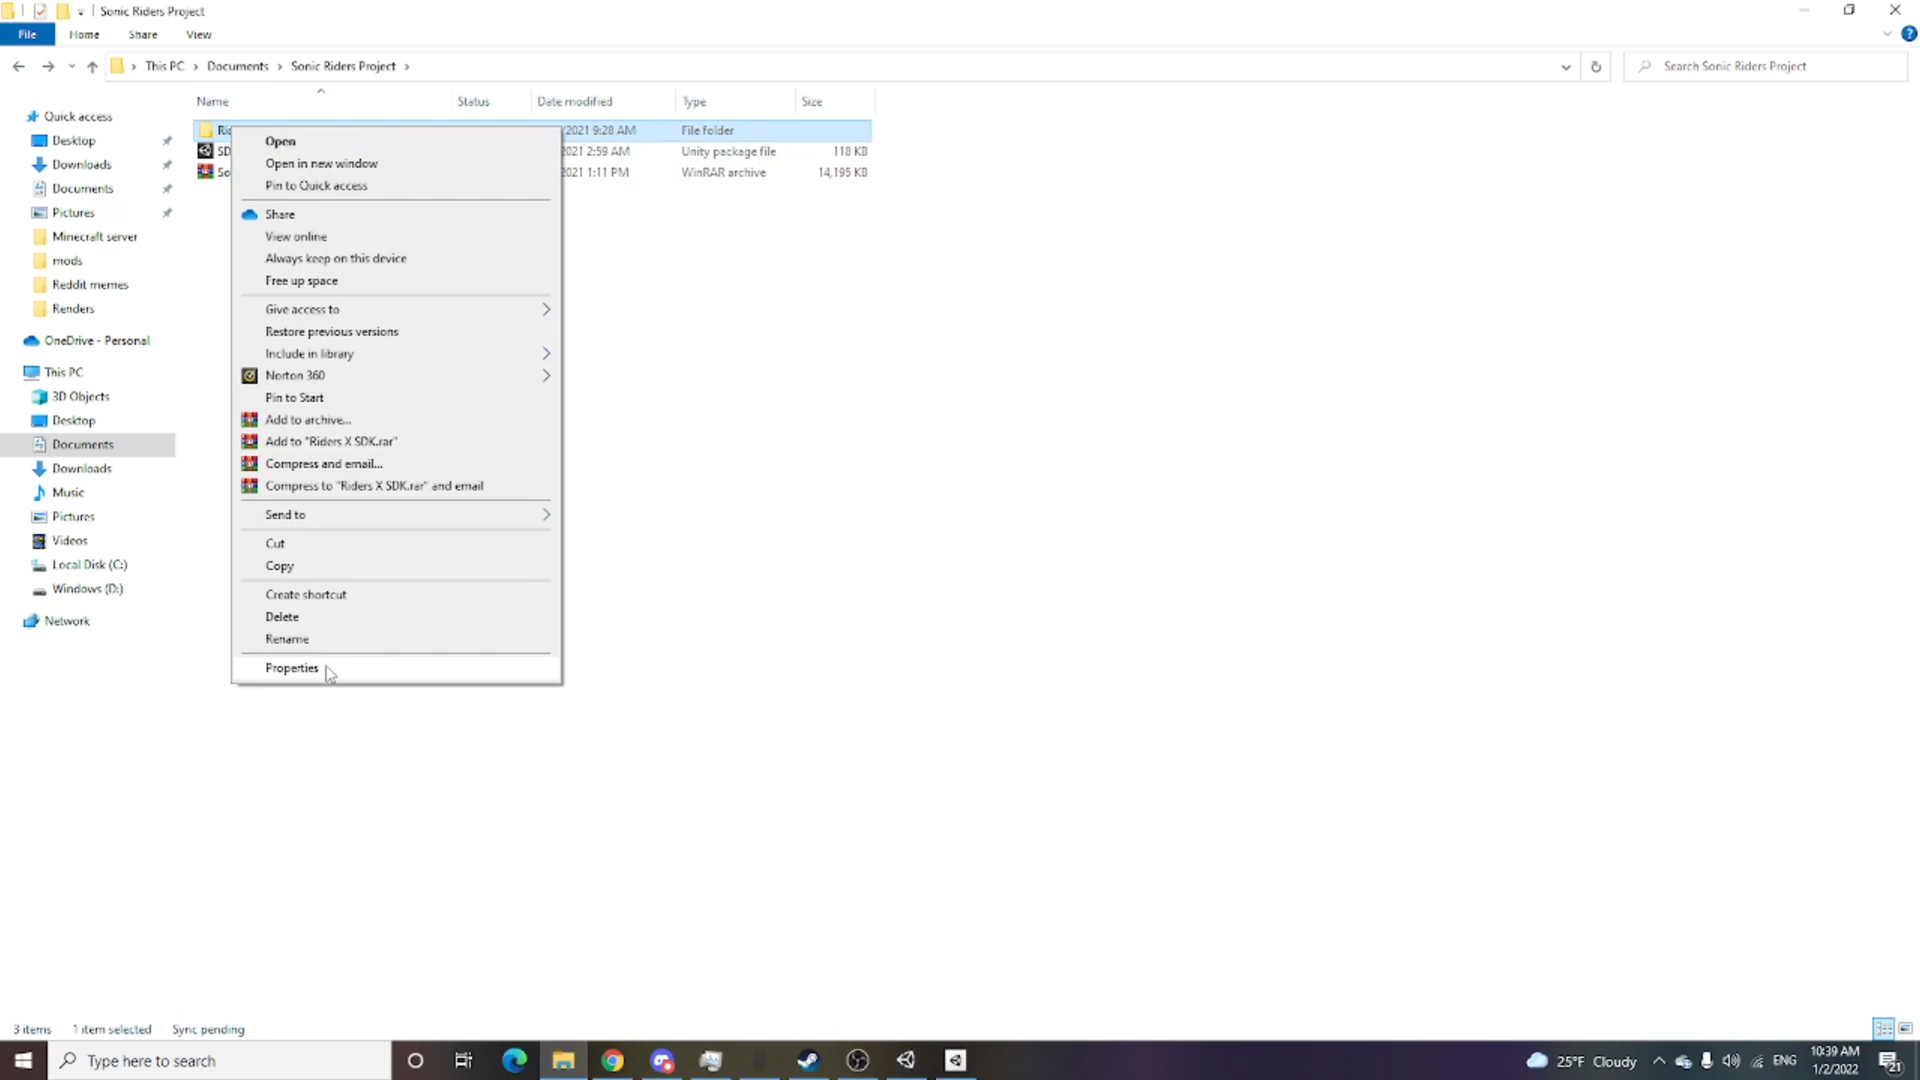 Sonic Riders Project
File Home Share View
This PC Documents Sonic Riders Project
Search Sonic Riders Project
Name Status Date modified Type Size
/2021 9:28 AM File folder
SD 2021 2:59 AM Unity package file 118 KB
So 2021 1:11 PM WinRAR archive 14,195 KB
Quick access
Desktop
Downloads
Documents
Pictures
Minecraft server
mods
Reddit memes
Renders
OneDrive - Personal
This PC
3D Objects
Desktop
Documents
Downloads
Music
Pictures
Videos
Local Disk (C:)
Windows (D:)
Network
Open
Open in new window
Pin to Quick access
Share
View online
Always keep on this device
Free up space
Give access to
Restore previous versions
Include in library
Norton 360
Pin to Start
Add to archive...
Add to "Riders X SDK.rar"
Compress and email...
Compress to "Riders X SDK.rar" and email
Send to
Cut
Copy
Create shortcut
Delete
Rename
Properties
3 items 1 item selected Sync pending
Type here to search
25°F Cloudy
ENG
10:39 AM
1/2/2022
21